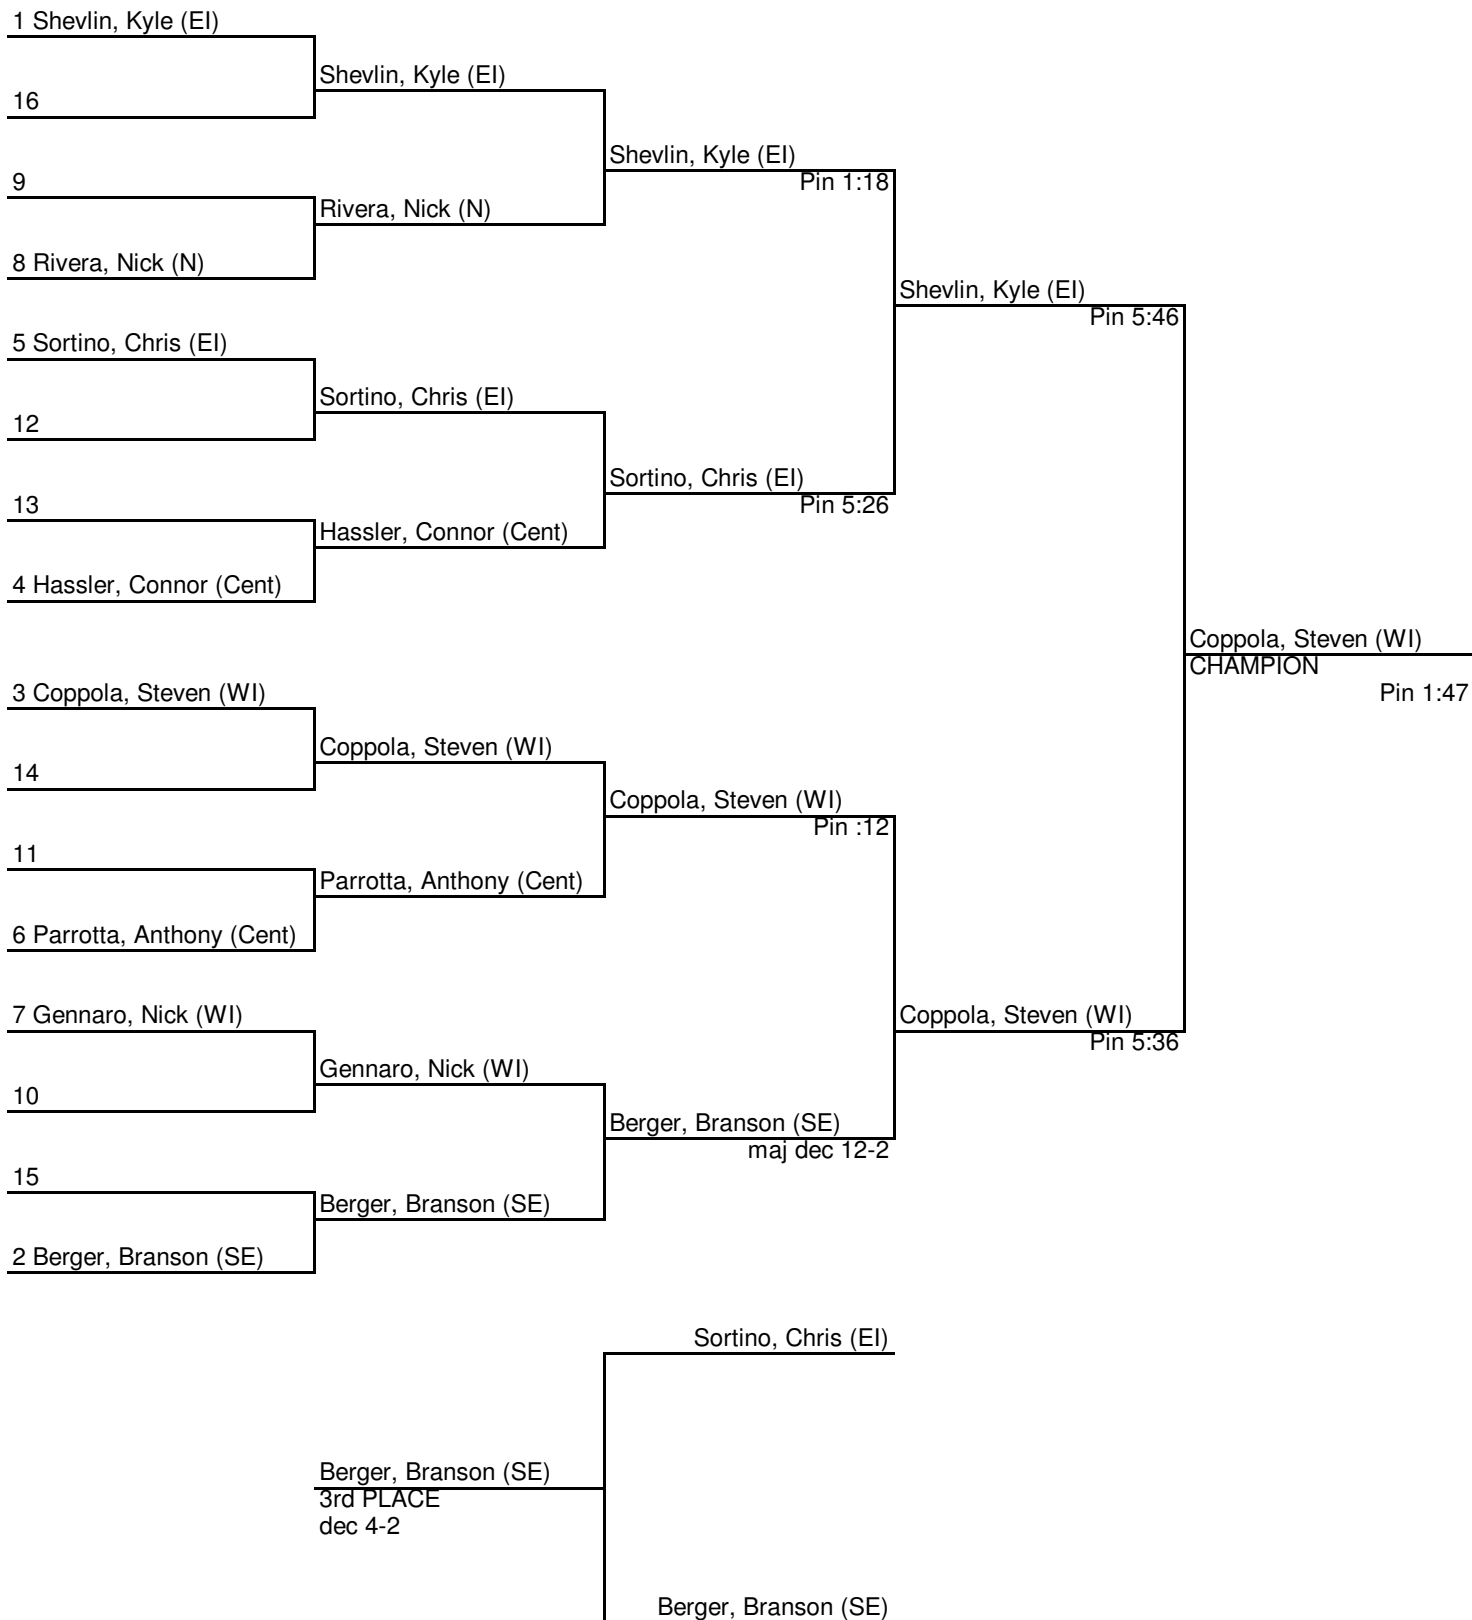 1 Shevlin, Kyle (EI)
Shevlin, Kyle (EI)
16
Shevlin, Kyle (EI)
Pin 1:18
9
Rivera, Nick (N)
8 Rivera, Nick (N)
Shevlin, Kyle (EI)
Pin 5:46
5 Sortino, Chris (EI)
Sortino, Chris (EI)
12
Sortino, Chris (EI)
Pin 5:26
13
Hassler, Connor (Cent)
4 Hassler, Connor (Cent)
Coppola, Steven (WI)
CHAMPION
Pin 1:47
3 Coppola, Steven (WI)
Coppola, Steven (WI)
14
Coppola, Steven (WI)
Pin :12
11
Parrotta, Anthony (Cent)
6 Parrotta, Anthony (Cent)
7 Gennaro, Nick (WI)
Coppola, Steven (WI)
Pin 5:36
Gennaro, Nick (WI)
10
Berger, Branson (SE)
maj dec 12-2
15
Berger, Branson (SE)
2 Berger, Branson (SE)
Sortino, Chris (EI)
Berger, Branson (SE)
3rd PLACE
dec 4-2
Berger, Branson (SE)